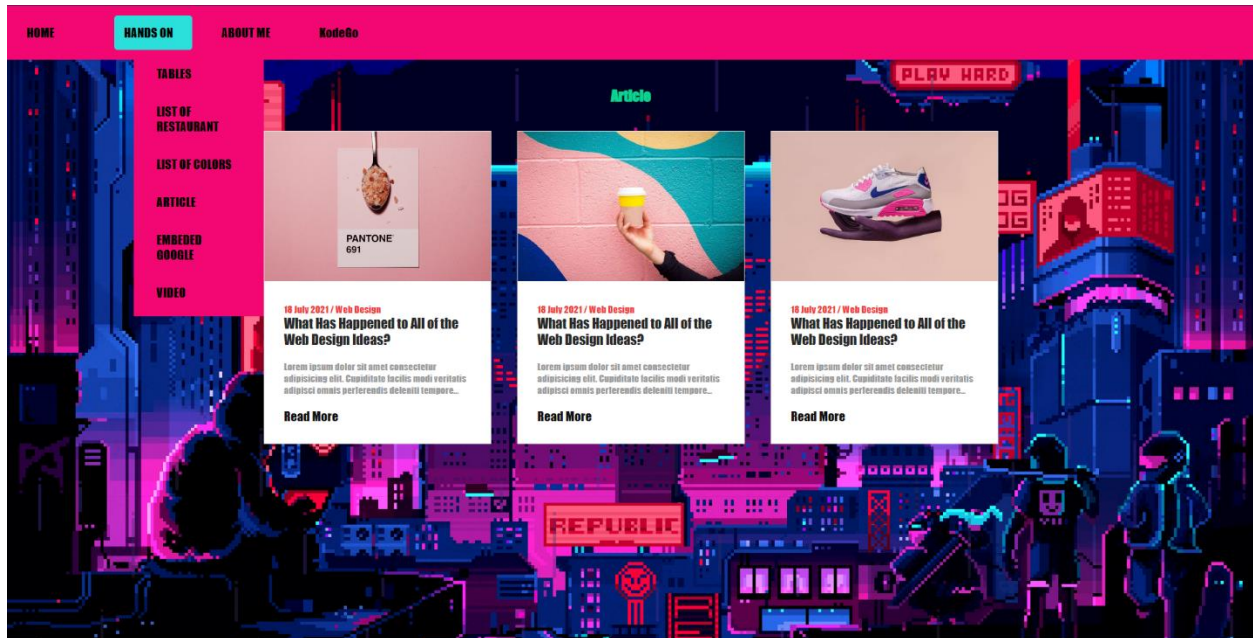 HOME HANDS ON ABOUT ME KodeGo
TABLES
LIST OF
RESTAURANT
LIST OF COLORS
ARTICLE
EMBEDED
GOOGLE
VIDEO
PLAY HARD
Article
PANTONE
691
18 July 2021 / Web Design
What Has Happened to All of the
Web Design Ideas?
Lorem ipsum dolor sit amet consectetur
adipisicing elit. Cupiditate facilis modi veritatis
adipisci omnis perferendis deleniti tempore...
Read More
18 July 2021 / Web Design
What Has Happened to All of the
Web Design Ideas?
Lorem ipsum dolor sit amet consectetur
adipisicing elit. Cupiditate facilis modi veritatis
adipisci omnis perferendis deleniti tempore...
Read More
18 July 2021 / Web Design
What Has Happened to All of the
Web Design Ideas?
Lorem ipsum dolor sit amet consectetur
adipisicing elit. Cupiditate facilis modi veritatis
adipisci omnis perferendis deleniti tempore...
Read More
REPUBLIC